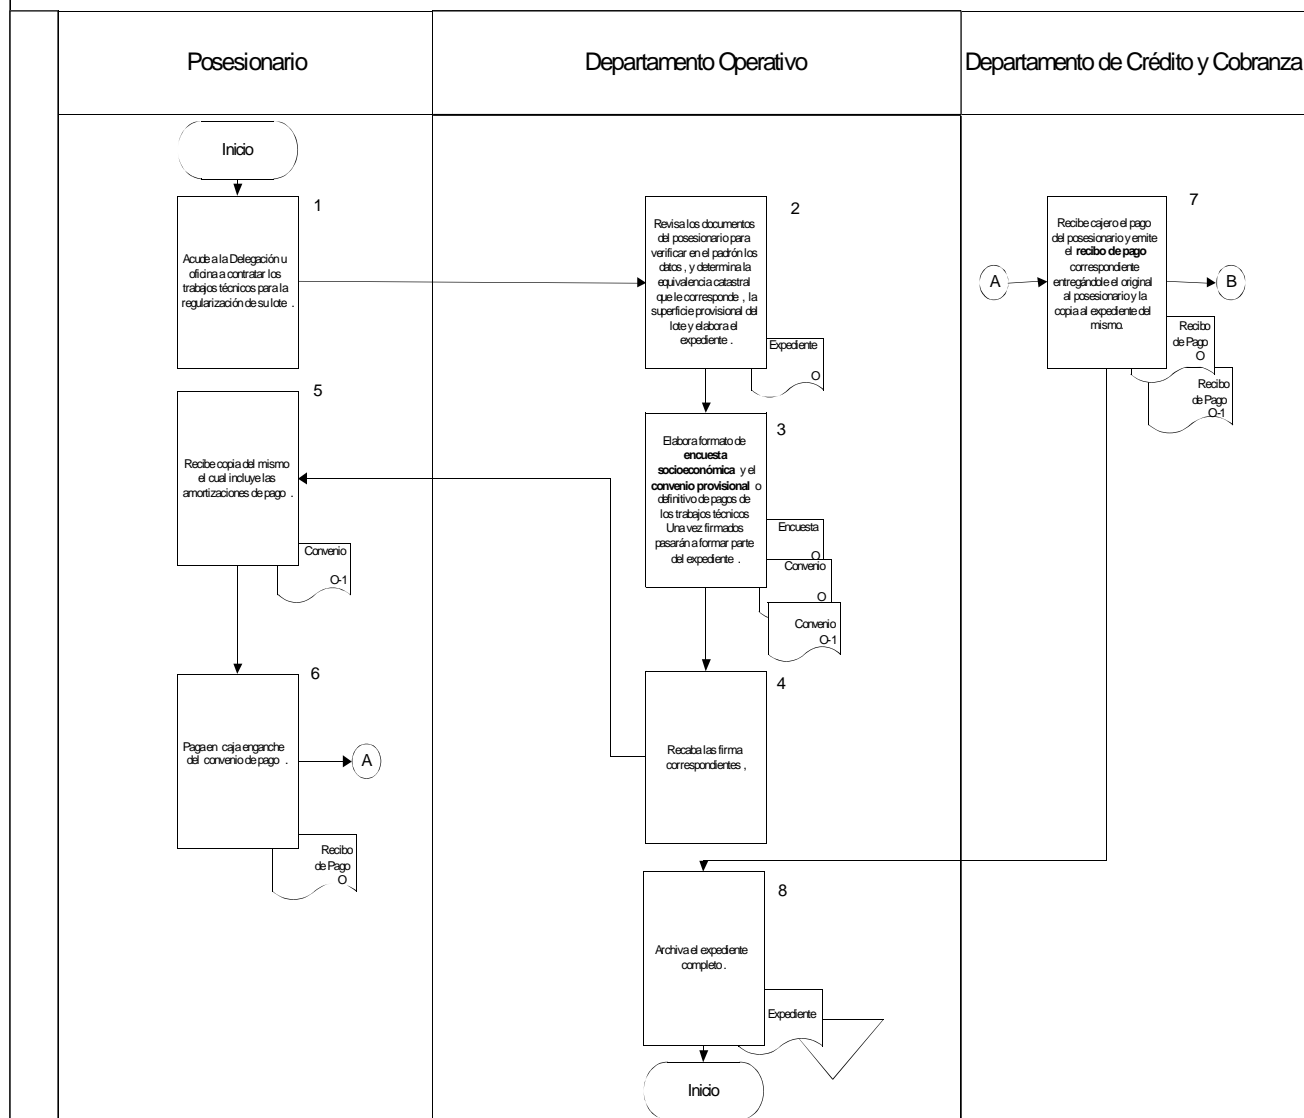 Posesionario
Departamento Operativo
Departamento de Crédito y Cobranza
Inicio
1
Acude a la Delegación u
oficina a contratar los
trabajos técnicos para la
regularización de su lote .
2
Revisa los documentos
del posesionario para
verificar en el padrón los
datos , y determina la
equivalencia catastral
que le corresponde , la
superficie provisional del
lote y elabora el
expediente .
Expediente
O
3
Elabora formato de
encuesta
socioeconómica y el
convenio provisional o
definitivo de pagos de
los trabajos técnicos
Una vez firmados
pasarán a formar parte
del expediente .
Encuesta
O
Convenio
O
Convenio
O-1
4
Recaba las firma
correspondientes ,
5
Recibe copia del mismo
el cual incluye las
amortizaciones de pago .
Convenio
O-1
6
Paga en caja enganche
del convenio de pago .
A
Recibo
de Pago
O
7
A
Recibe cajero el pago
del posesionario y emite
el recibo de pago
correspondiente
entregándole el original
al posesionario y la
copia al expediente del
mismo.
B
Recibo
de Pago
O
Recibo
de Pago
O-1
8
Archiva el expediente
completo .
Expediente
Inicio